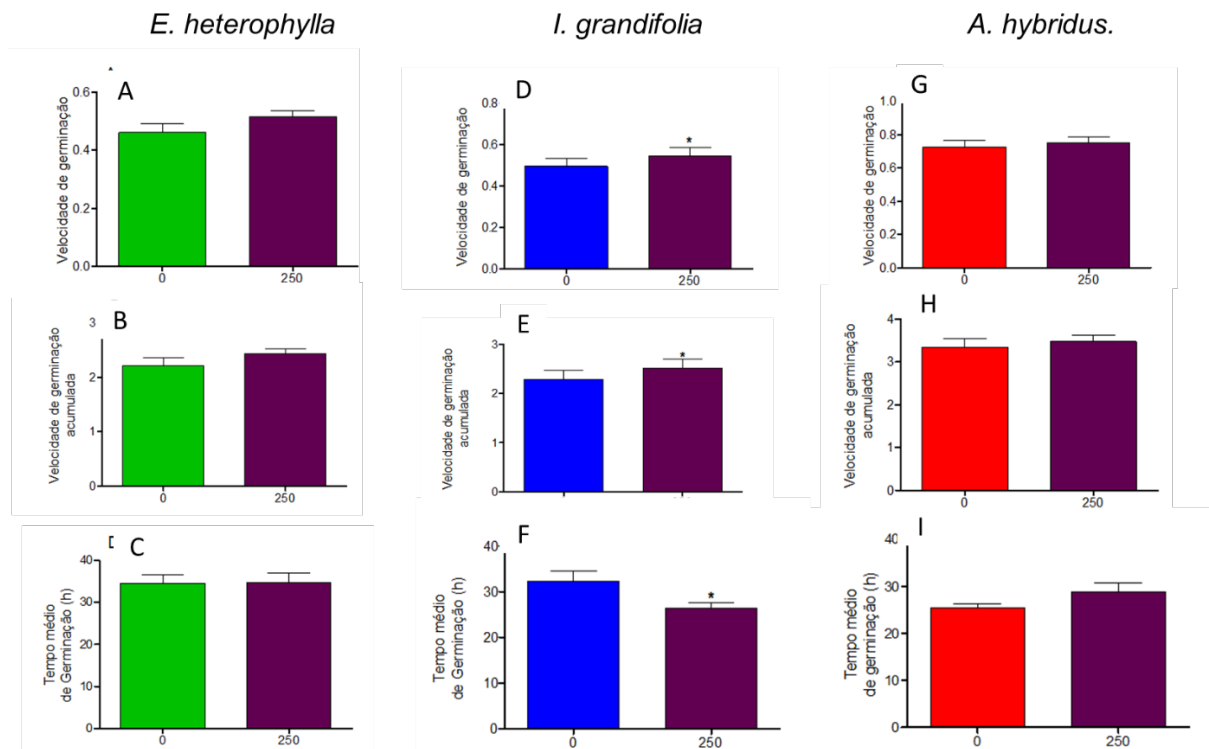 E. heterophylla
I. grandifolia
A. hybridus.
A
Velocidade de germinação
0.6
0.4
0.2
0.0
0
250
D
Velocidade de germinação
0.8
0.6
0.4
0.2
0.0
*
0
250
G
Velocidade de germinação
1.0
0.8
0.6
0.4
0.2
0.0
0
250
B
Velocidade de germinação
acumulada
3
2
1
0
0
250
E
Velocidade de germinação
acumulada
3
2
1
0
*
H
Velocidade de germinação
acumulada
4
3
2
1
0
0
250
C
Tempo médio
de Germinação (h)
40
30
20
10
0
0
250
F
Tempo médio
de Germinação (h)
40
30
20
10
0
*
0
250
I
Tempo médio
de germinação (h)
40
30
20
10
0
0
250